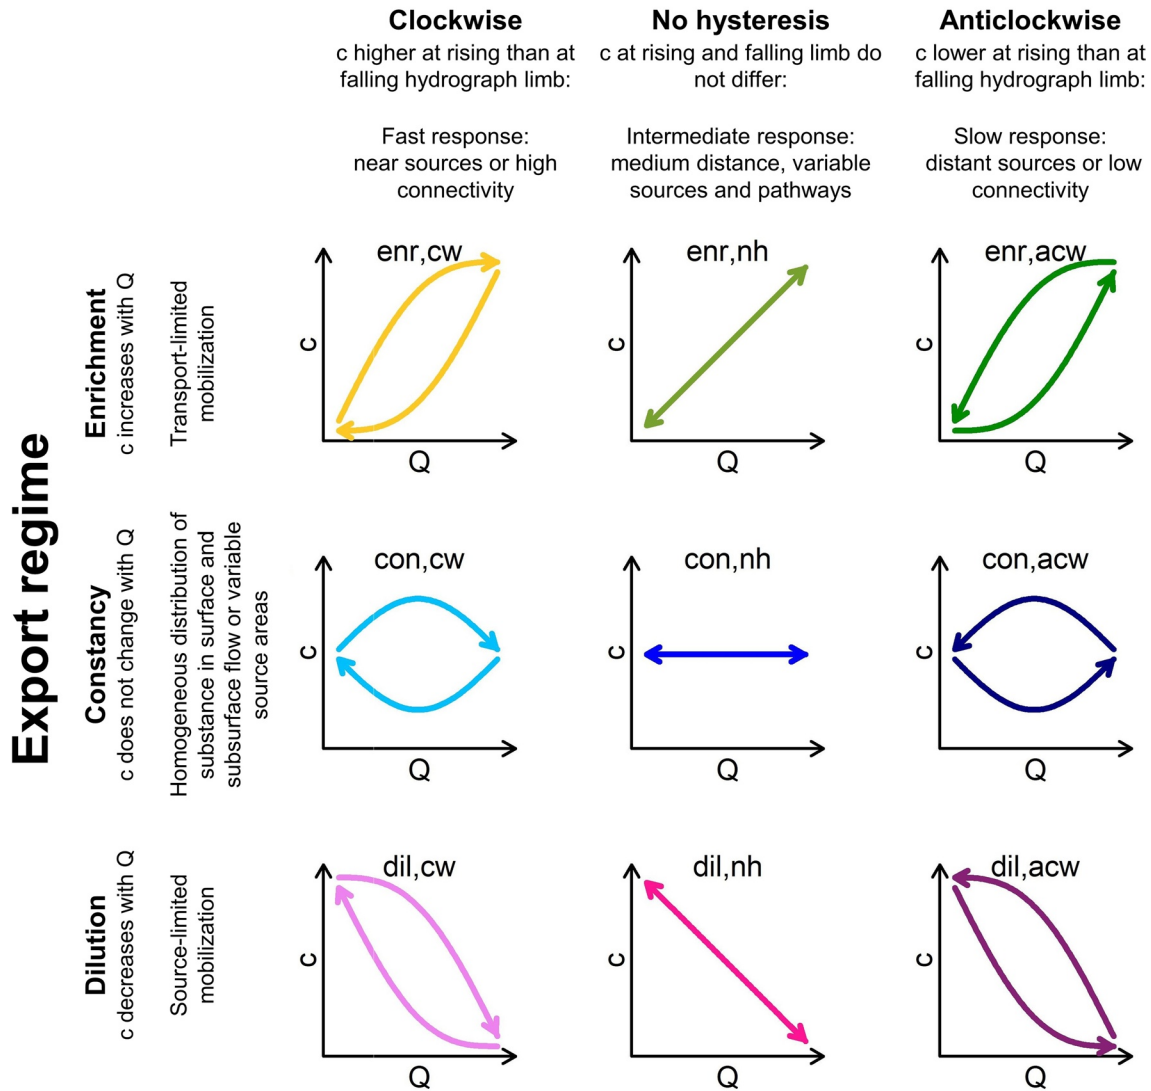 Clockwise
c higher at rising than at
falling hydrograph limb:
Fast response:
near sources or high
connectivity
No hysteresis
c at rising and falling limb do
not differ:
Intermediate response:
medium distance, variable
sources and pathways
Anticlockwise
c lower at rising than at
falling hydrograph limb:
Slow response:
distant sources or low
connectivity
Export regime
Enrichment
c increases with Q
Transport-limited
mobilization
enr,cw
c
Q
enr,nh
c
Q
enr,acw
c
Q
Constancy
c does not change with Q
Homogeneous distribution of
substance in surface and
subsurface flow or variable
source areas
con,cw
c
Q
con,nh
c
Q
con,acw
c
Q
Dilution
c decreases with Q
Source-limited
mobilization
dil,cw
c
Q
dil,nh
c
Q
dil,acw
c
Q